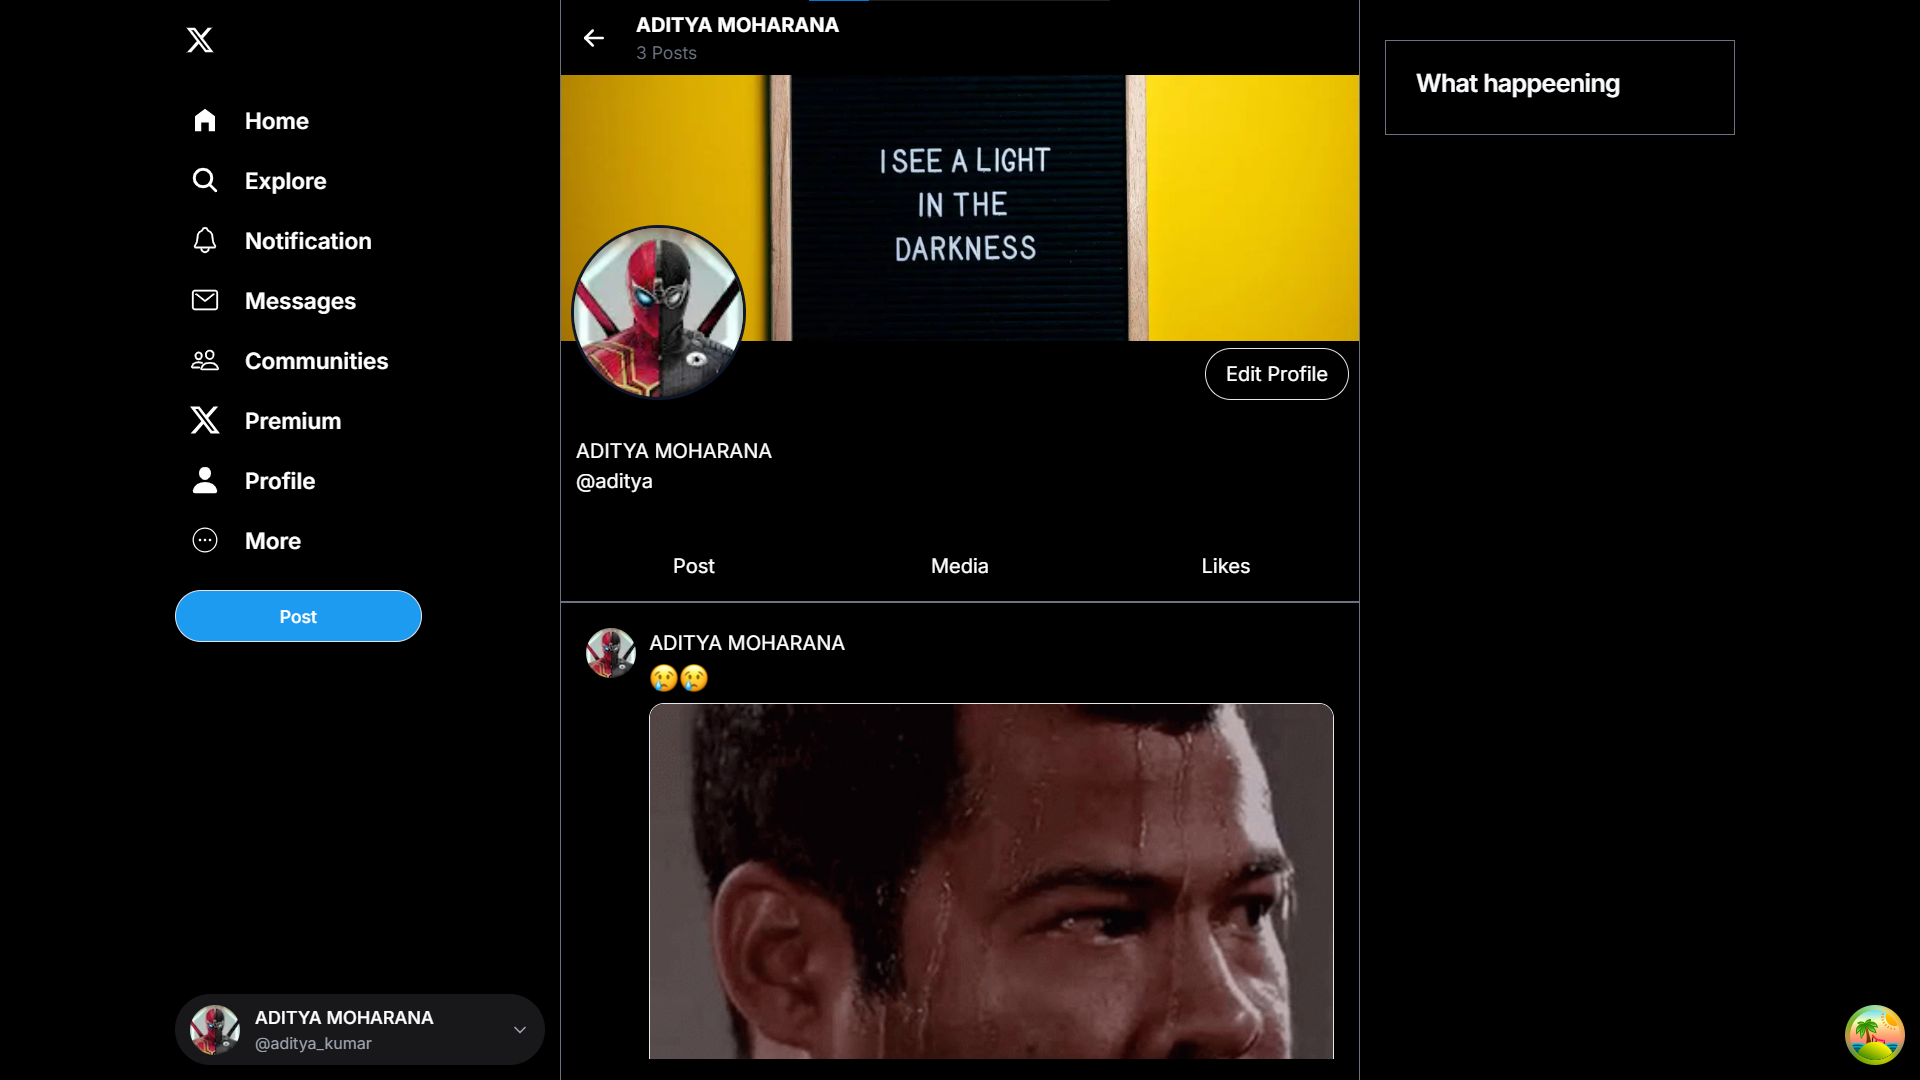 Home
Explore
Notification
Messages
Communities
Premium
Profile
More
Post
ADITYA MOHARANA
@aditya_kumar
ADITYA MOHARANA
3 Posts
I SEE A LIGHT
IN THE
DARKNESS
Edit Profile
ADITYA MOHARANA
@aditya
Post
Media
Likes
ADITYA MOHARANA
😢😢
What happeening